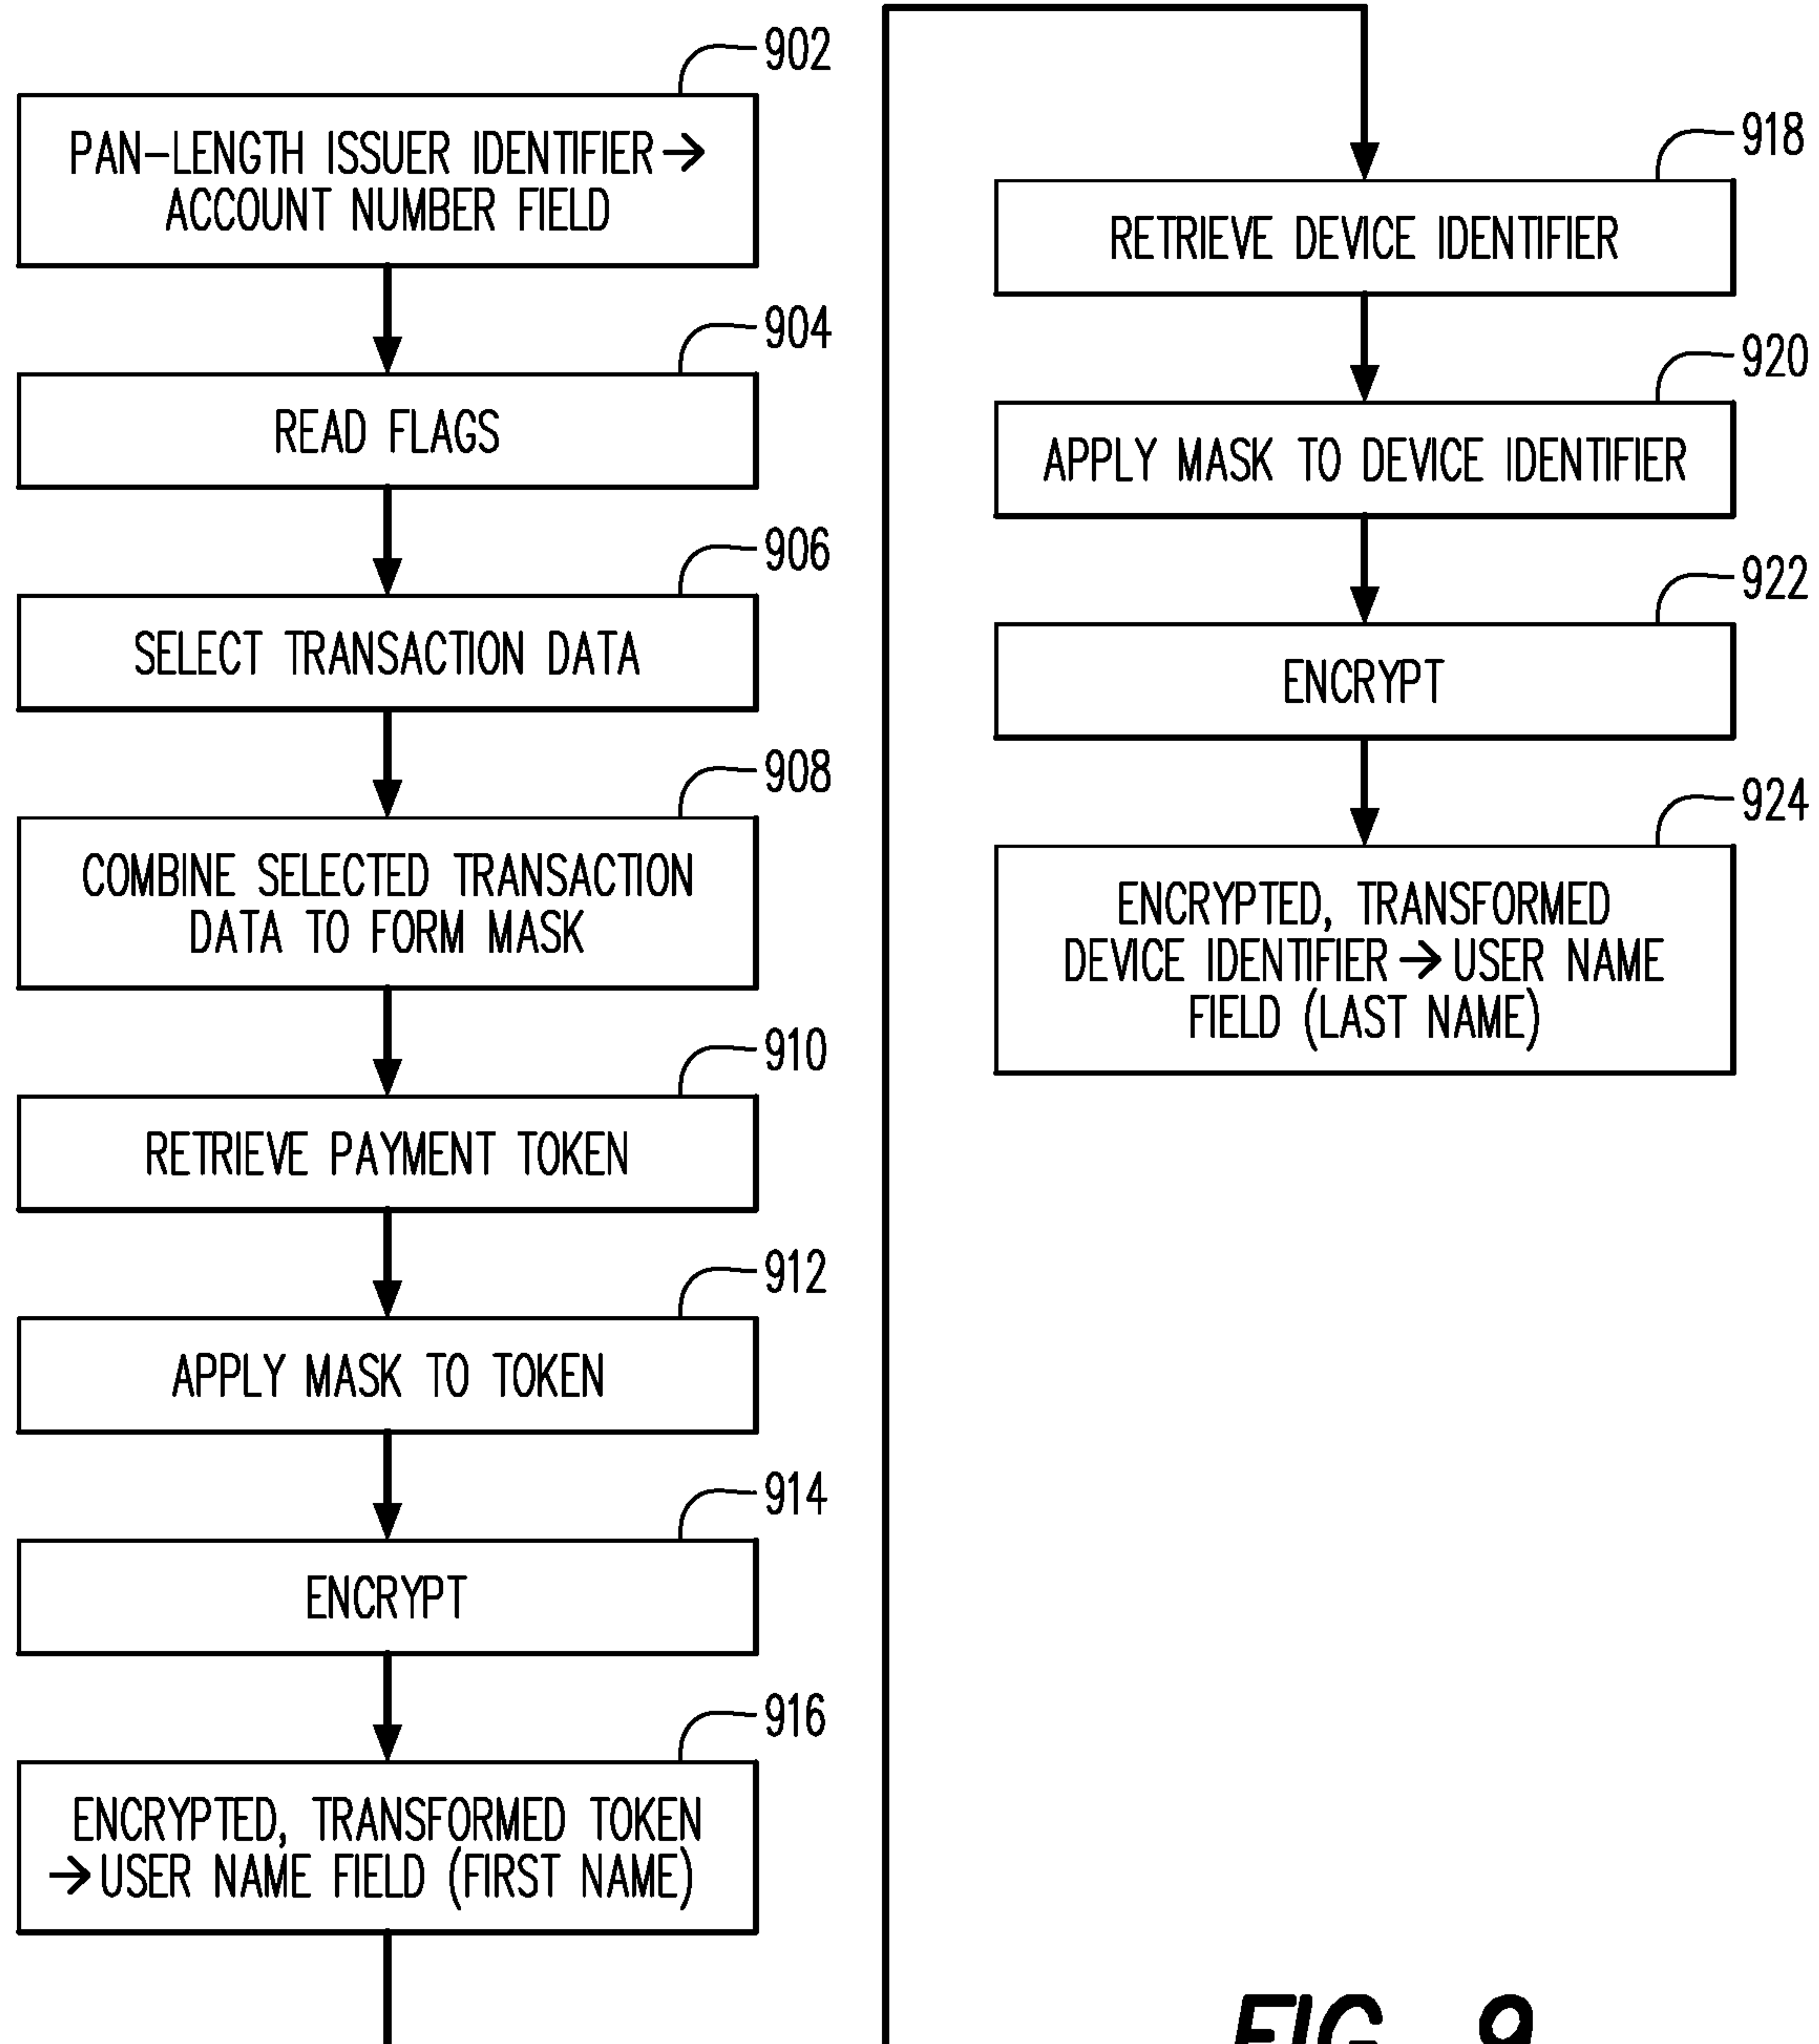 902
PAN-LENGTH ISSUER IDENTIFIER →
ACCOUNT NUMBER FIELD
904
READ FLAGS
906
SELECT TRANSACTION DATA
908
COMBINE SELECTED TRANSACTION
DATA TO FORM MASK
910
RETRIEVE PAYMENT TOKEN
912
APPLY MASK TO TOKEN
914
ENCRYPT
916
ENCRYPTED, TRANSFORMED TOKEN
→ USER NAME FIELD (FIRST NAME)
918
RETRIEVE DEVICE IDENTIFIER
920
APPLY MASK TO DEVICE IDENTIFIER
922
ENCRYPT
924
ENCRYPTED, TRANSFORMED
DEVICE IDENTIFIER → USER NAME
FIELD (LAST NAME)
FIG. 9